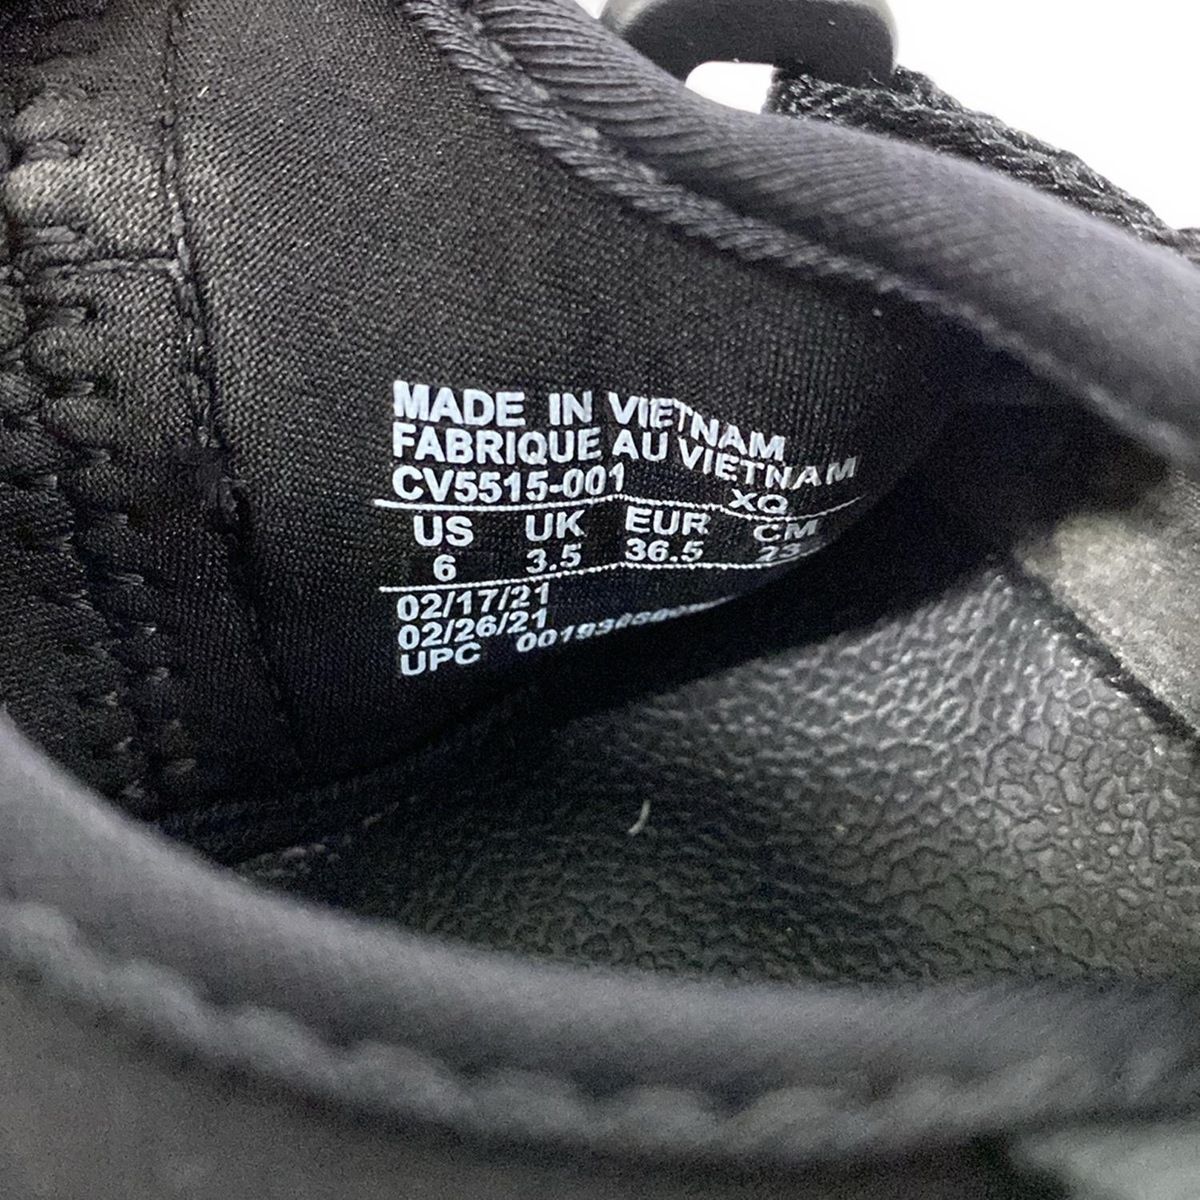 MADE IN VIETNAM
FABRIQUE AU VIETNAM
CV5515-001 XQ
US UK EUR CM
6 3.5 36.5
02/17/21
02/26/21
UPC